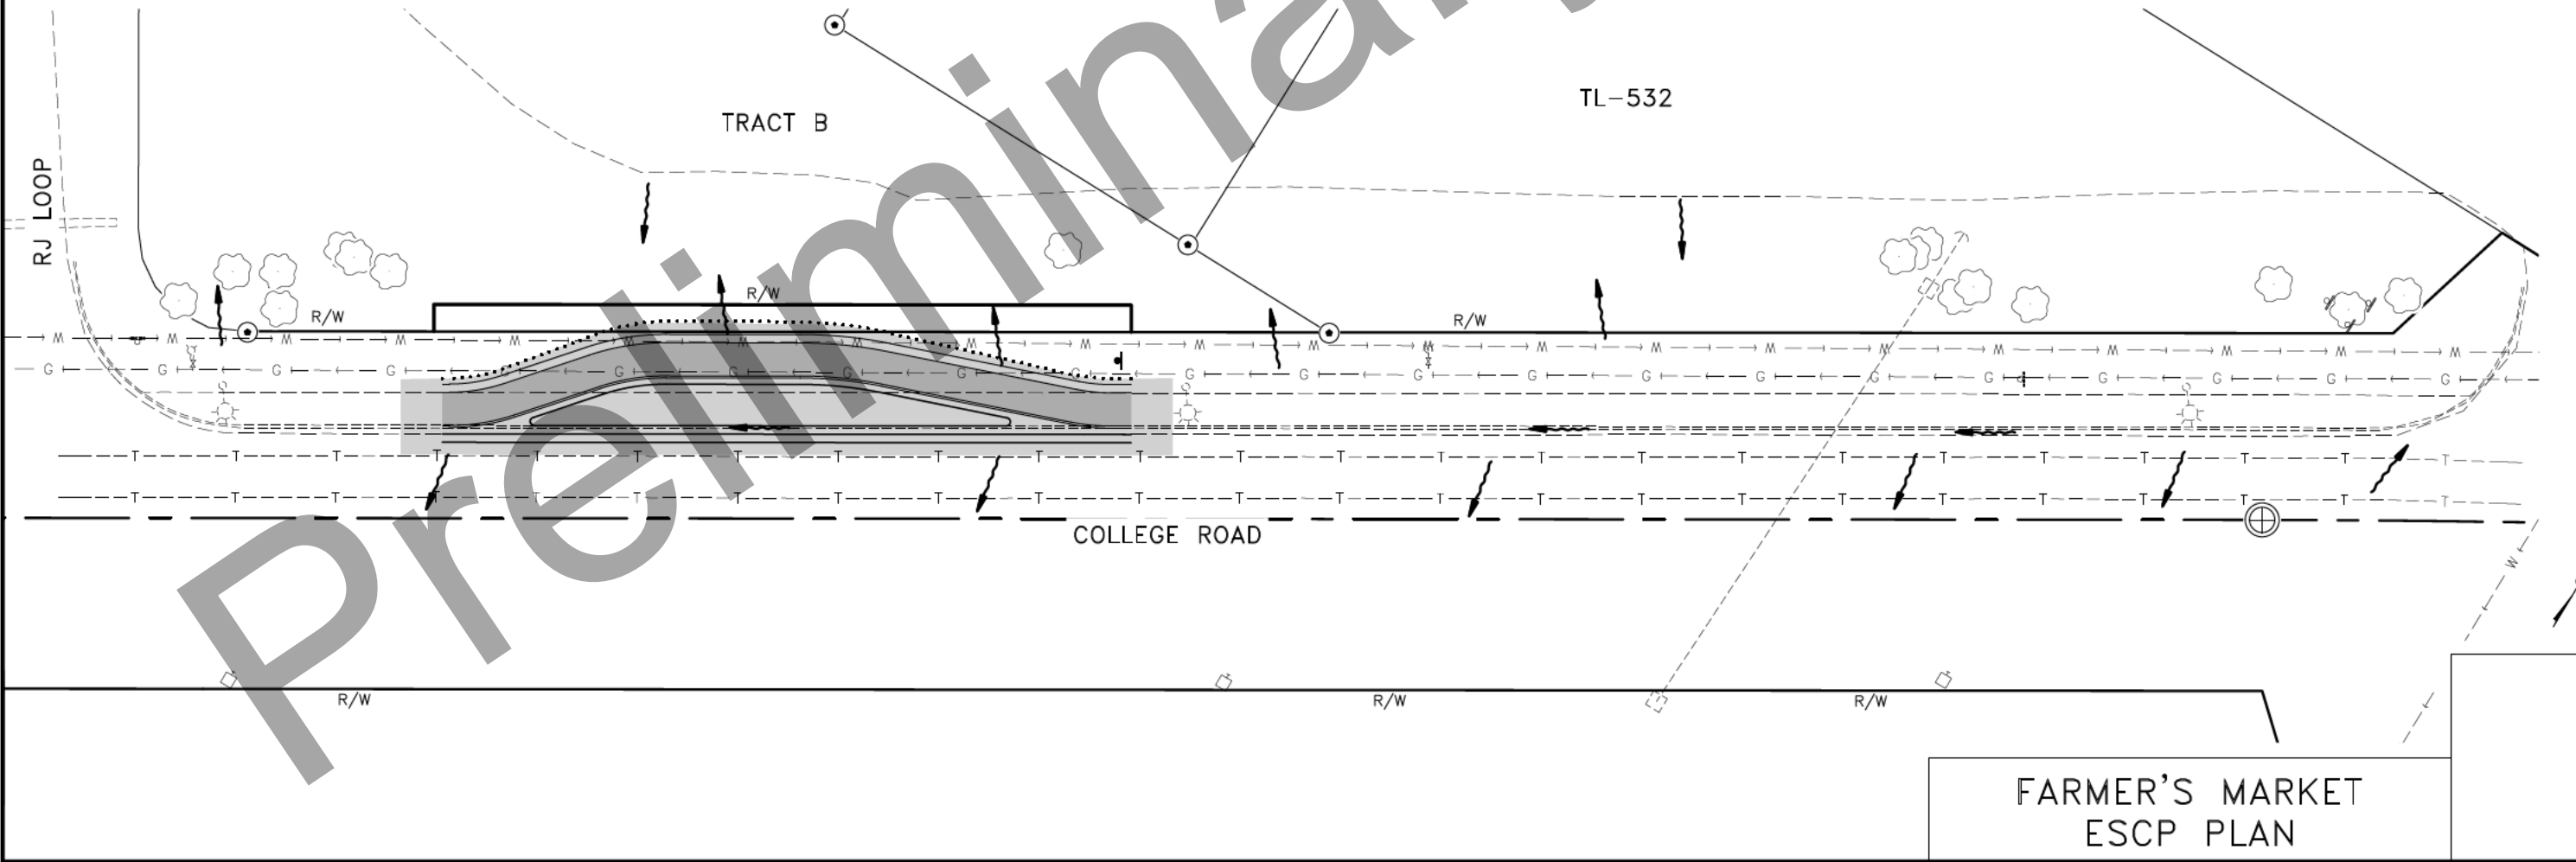 Preliminary
TL-532
TRACT B
RJ LOOP
R/W
R/W
R/W
COLLEGE ROAD
R/W
R/W
R/W
FARMER'S MARKET
ESCP PLAN